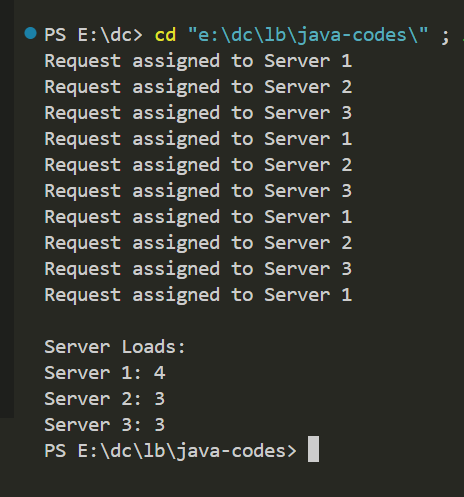 PS E:\dc> cd "e:\dc\lb\java-codes\" ;
Request assigned to Server 1
Request assigned to Server 2
Request assigned to Server 3
Request assigned to Server 1
Request assigned to Server 2
Request assigned to Server 3
Request assigned to Server 1
Request assigned to Server 2
Request assigned to Server 3
Request assigned to Server 1
Server Loads:
Server 1: 4
Server 2: 3
Server 3: 3
PS E:\dc\lb\java-codes>